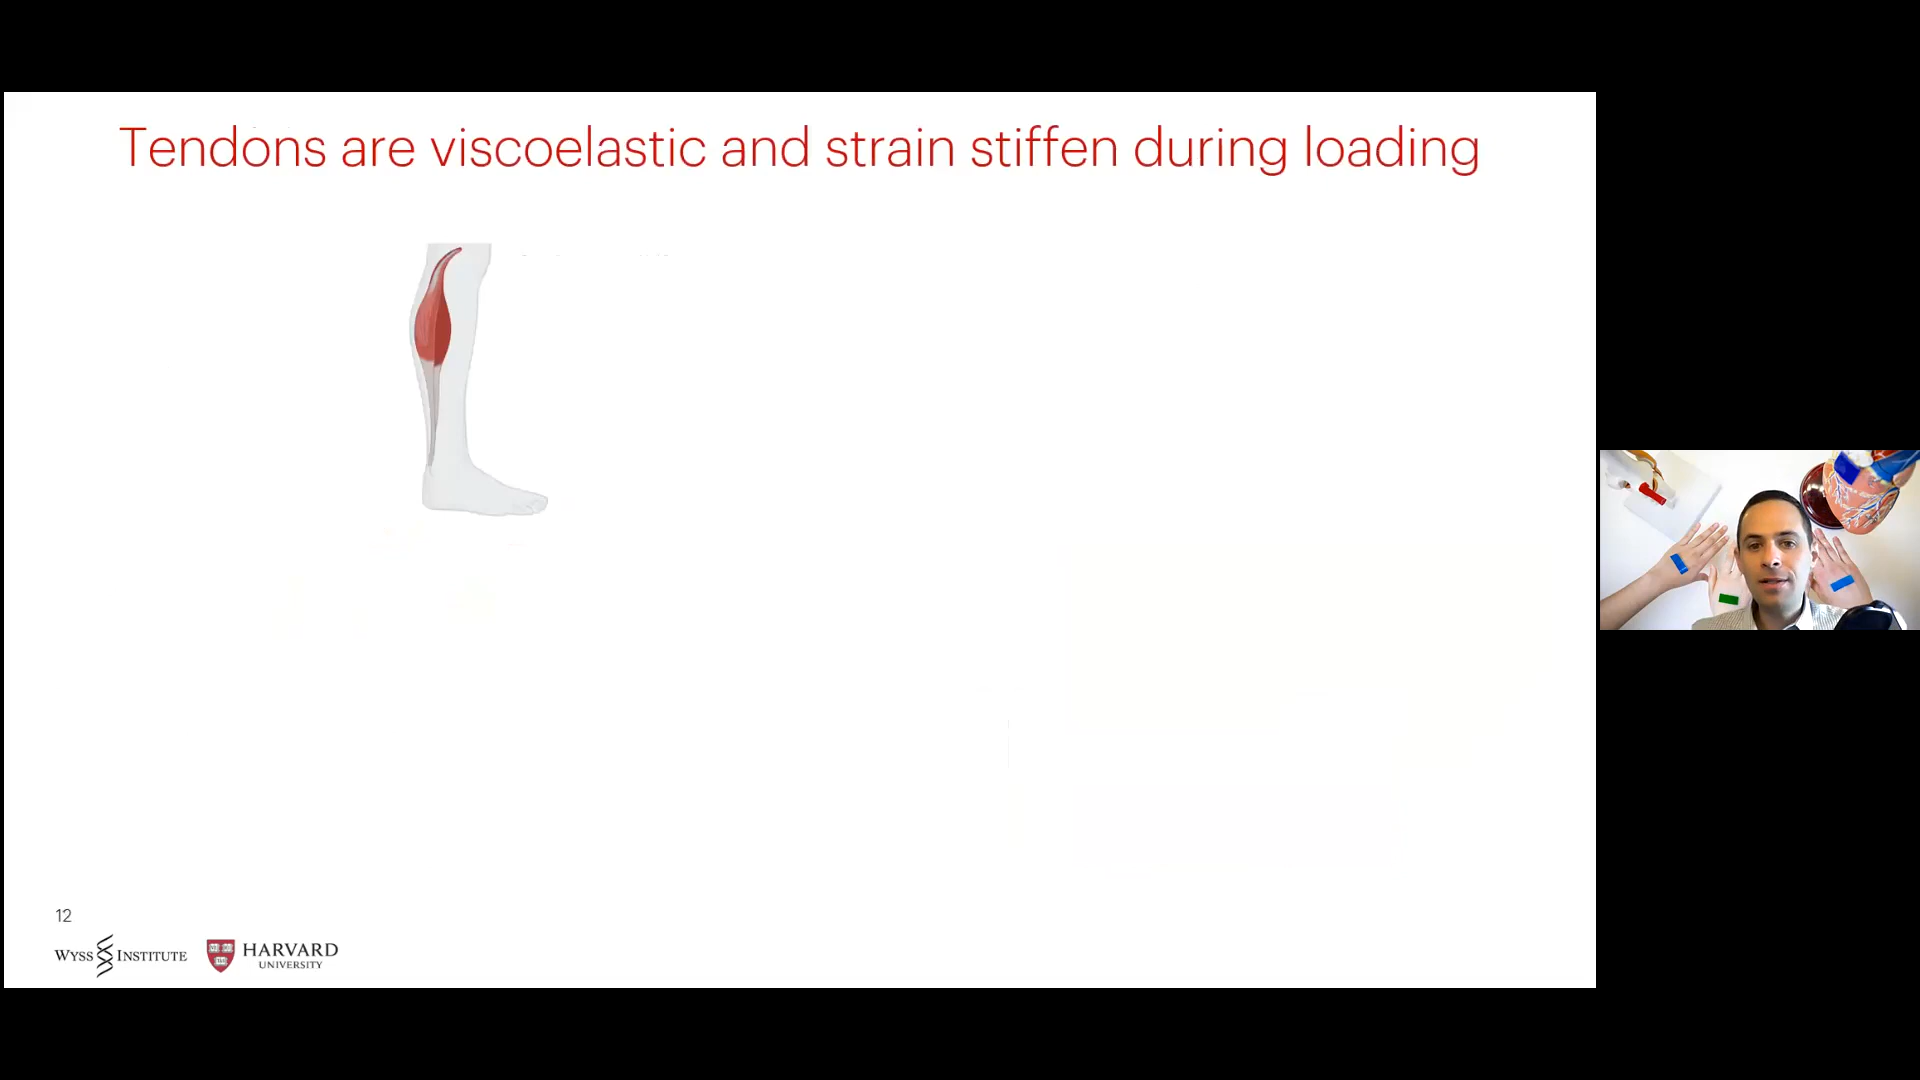 Tendons are viscoelastic and strain stiffen during loading
12
WYSS INSTITUTE
HARVARD
UNIVERSITY